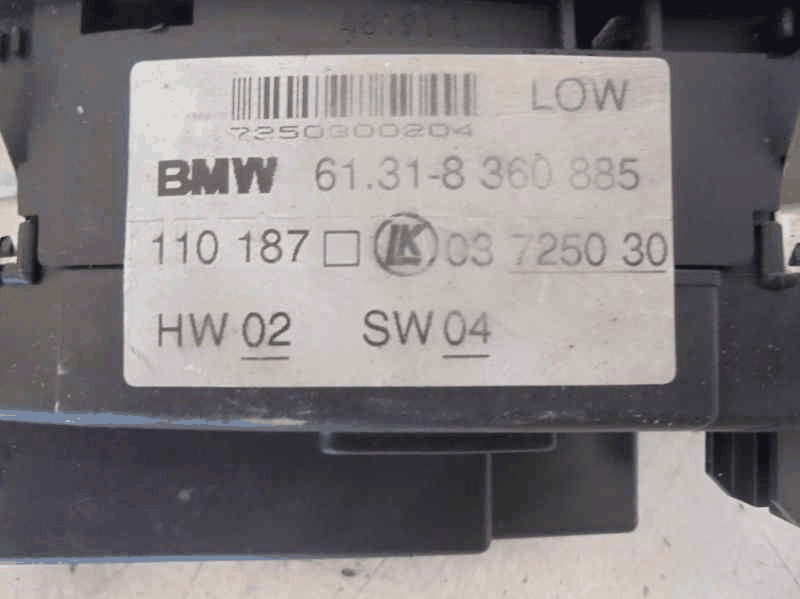 LOW
7250300204
BMW 61.31-8 360 885
110 187 LK 03 7250 30
HW 02 SW 04